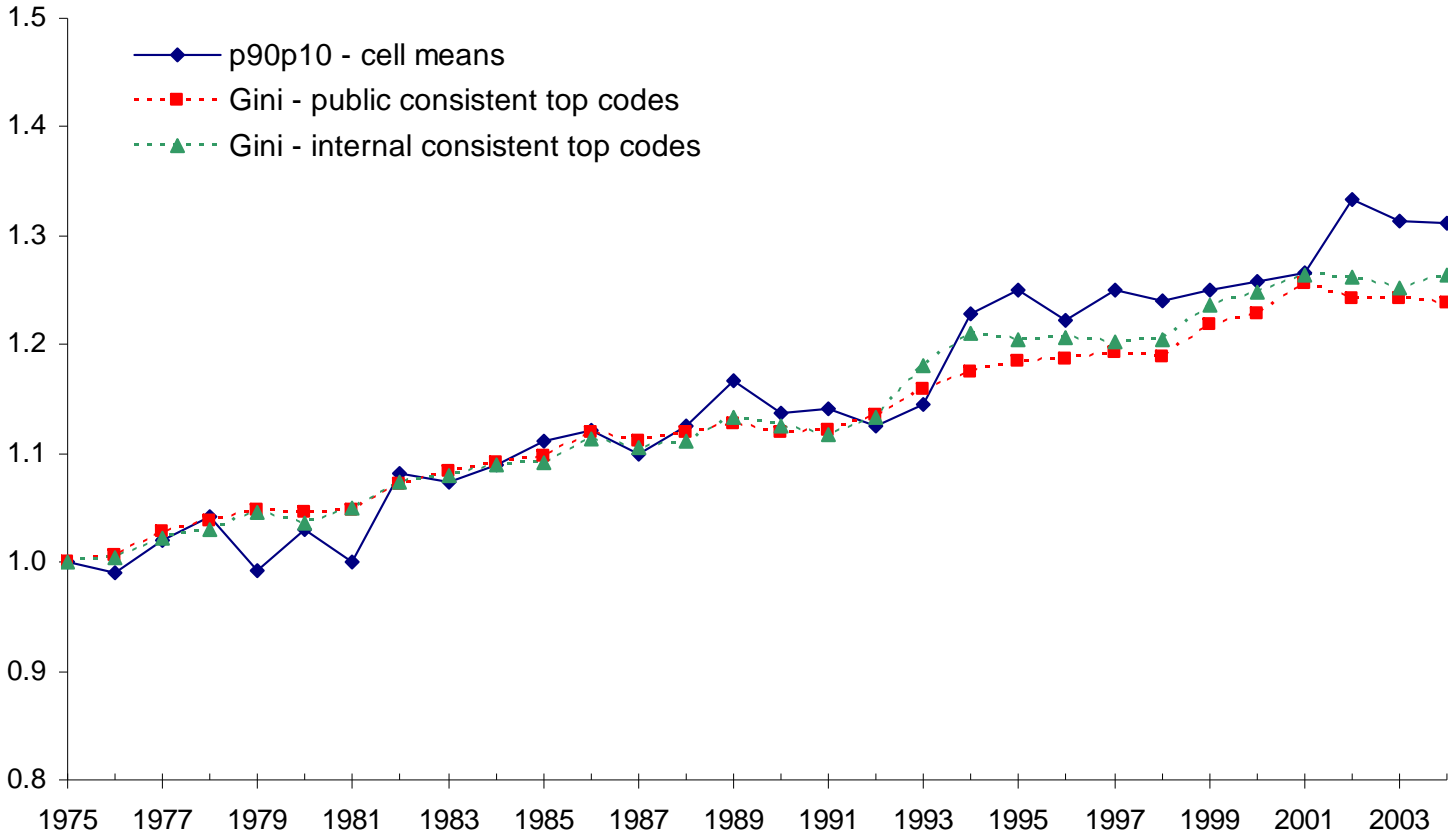 1.5
p90p10 - cell means
Gini - public consistent top codes
1.4
Gini - internal consistent top codes
1.3
1.2
1.1
1.0
0.9
0.8
1975 1977 1979 1981 1983 1985 1987 1989 1991 1993 1995 1997 1999 2001 2003